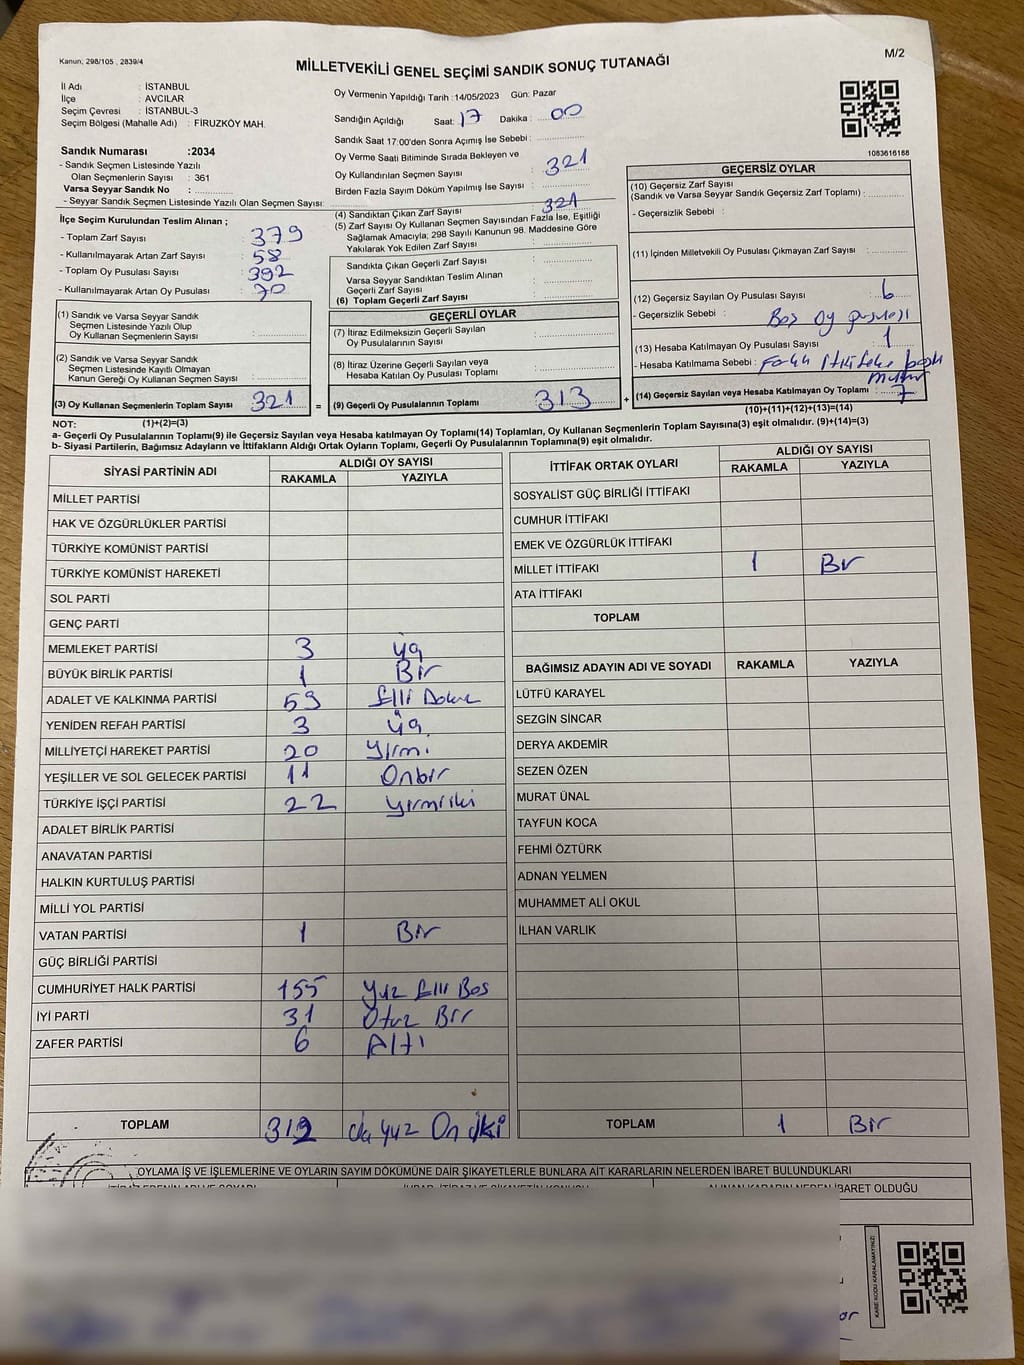 Kanun, 298/105 , 2839/4
M/2
MİLLETVEKİLİ GENEL SEÇİMİ SANDIK SONUÇ TUTANAĞI
İl Adı : İSTANBUL
İlçe : AVCILAR
Seçim Çevresi : İSTANBUL-3
Seçim Bölgesi (Mahalle Adı) : FİRUZKÖY MAH.
Sandık Numarası :2034
- Sandık Seçmen Listesinde Yazılı
Olan Seçmenlerin Sayısı : 361
Varsa Seyyar Sandık No :
- Seyyar Sandık Seçmen Listesinde Yazılı Olan Seçmen Sayısı:
Oy Vermenin Yapıldığı Tarih :14/05/2023 Gün: Pazar
Sandığın Açıldığı Saat: 17 Dakika : 00
Sandık Saat 17:00'den Sonra Açımış İse Sebebi :
Oy Verme Saati Bitiminde Sırada Bekleyen ve
Oy Kullandırılan Seçmen Sayısı : 321
Birden Fazla Sayım Döküm Yapılmış İse Sayısı :
1083616168
İlçe Seçim Kurulundan Teslim Alınan ;
- Toplam Zarf Sayısı : 379
- Kullanılmayarak Artan Zarf Sayısı : 58
- Toplam Oy Pusulası Sayısı : 392
- Kullanılmayarak Artan Oy Pusulası : 70
(4) Sandıktan Çıkan Zarf Sayısı : 321
(5) Zarf Sayısı Oy Kullanan Seçmen Sayısından Fazla İse, Eşitliği
Sağlamak Amacıyla; 298 Sayılı Kanunun 98. Maddesine Göre
Yakılarak Yok Edilen Zarf Sayısı :
Sandıkta Çıkan Geçerli Zarf Sayısı :
Varsa Seyyar Sandıktan Teslim Alınan
Geçerli Zarf Sayısı :
(6) Toplam Geçerli Zarf Sayısı :
GEÇERSİZ OYLAR
(10) Geçersiz Zarf Sayısı
(Sandık ve Varsa Seyyar Sandık Geçersiz Zarf Toplamı) :
- Geçersizlik Sebebi :
(11) İçinden Milletvekili Oy Pusulası Çıkmayan Zarf Sayısı :
(12) Geçersiz Sayılan Oy Pusulası Sayısı : 6
- Geçersizlik Sebebi : Boş oy pusulası
(13) Hesaba Katılmayan Oy Pusulası Sayısı : 1
- Hesaba Katılmama Sebebi :
(14) Geçersiz Sayılan veya Hesaba Katılmayan Oy Toplamı : 7
(10)+(11)+(12)+(13)=(14)
(1) Sandık ve Varsa Seyyar Sandık
Seçmen Listesinde Yazılı Olup
Oy Kullanan Seçmenlerin Sayısı :
(2) Sandık ve Varsa Seyyar Sandık
Seçmen Listesinde Kayıtlı Olmayan
Kanun Gereği Oy Kullanan Seçmen Sayısı :
(3) Oy Kullanan Seçmenlerin Toplam Sayısı : 321 =
(1)+(2)=(3)
GEÇERLİ OYLAR
(7) İtiraz Edilmeksizin Geçerli Sayılan
Oy Pusulalarının Sayısı :
(8) İtiraz Üzerine Geçerli Sayılan veya
Hesaba Katılan Oy Pusulası Toplamı :
(9) Geçerli Oy Pusulalarının Toplamı : 313 +
NOT:
a- Geçerli Oy Pusulalarının Toplamı(9) ile Geçersiz Sayılan veya Hesaba katılmayan Oy Toplamı(14) Toplamları, Oy Kullanan Seçmenlerin Toplam Sayısına(3) eşit olmalıdır. (9)+(14)=(3)
b- Siyasi Partilerin, Bağımsız Adayların ve İttifakların Aldığı Ortak Oyların Toplamı, Geçerli Oy Pusulalarının Toplamına(9) eşit olmalıdır.
SİYASİ PARTİNİN ADI ALDIĞI OY SAYISI
RAKAMLA YAZIYLA
MİLLET PARTİSİ
HAK VE ÖZGÜRLÜKLER PARTİSİ
TÜRKİYE KOMÜNİST PARTİSİ
TÜRKİYE KOMÜNİST HAREKETİ
SOL PARTİ
GENÇ PARTİ
MEMLEKET PARTİSİ 3 üç
BÜYÜK BİRLİK PARTİSİ 1 Bir
ADALET VE KALKINMA PARTİSİ 59 Elli Dokuz
YENİDEN REFAH PARTİSİ 3 üç
MİLLİYETÇİ HAREKET PARTİSİ 20 Yirmi
YEŞİLLER VE SOL GELECEK PARTİSİ 11 Onbir
TÜRKİYE İŞÇİ PARTİSİ 22 Yirmiiki
ADALET BİRLİK PARTİSİ
ANAVATAN PARTİSİ
HALKIN KURTULUŞ PARTİSİ
MİLLİ YOL PARTİSİ
VATAN PARTİSİ 1 Bir
GÜÇ BİRLİĞİ PARTİSİ
CUMHURİYET HALK PARTİSİ 155 Yüz Elli Beş
İYİ PARTİ 31 Otuz Bir
ZAFER PARTİSİ 6 Altı
TOPLAM 312 üçyüz On iki
İTTİFAK ORTAK OYLARI ALDIĞI OY SAYISI
RAKAMLA YAZIYLA
SOSYALİST GÜÇ BİRLİĞİ İTTİFAKI
CUMHUR İTTİFAKI
EMEK VE ÖZGÜRLÜK İTTİFAKI
MİLLET İTTİFAKI 1 Bir
ATA İTTİFAKI
TOPLAM
BAĞIMSIZ ADAYIN ADI VE SOYADI RAKAMLA YAZIYLA
LÜTFÜ KARAYEL
SEZGİN SİNCAR
DERYA AKDEMİR
SEZEN ÖZEN
MURAT ÜNAL
TAYFUN KOCA
FEHMİ ÖZTÜRK
ADNAN YELMEN
MUHAMMET ALİ OKUL
İLHAN VARLIK
TOPLAM 1 Bir
OYLAMA İŞ VE İŞLEMLERİNE VE OYLARIN SAYIM DÖKÜMÜNE DAİR ŞİKAYETLERLE BUNLARA AİT KARARLARIN NELERDEN İBARET BULUNDUKLARI
ALINAN KARARIN NEDEN İBARET OLDUĞU
KARE KODU KARALAMAYINIZ!